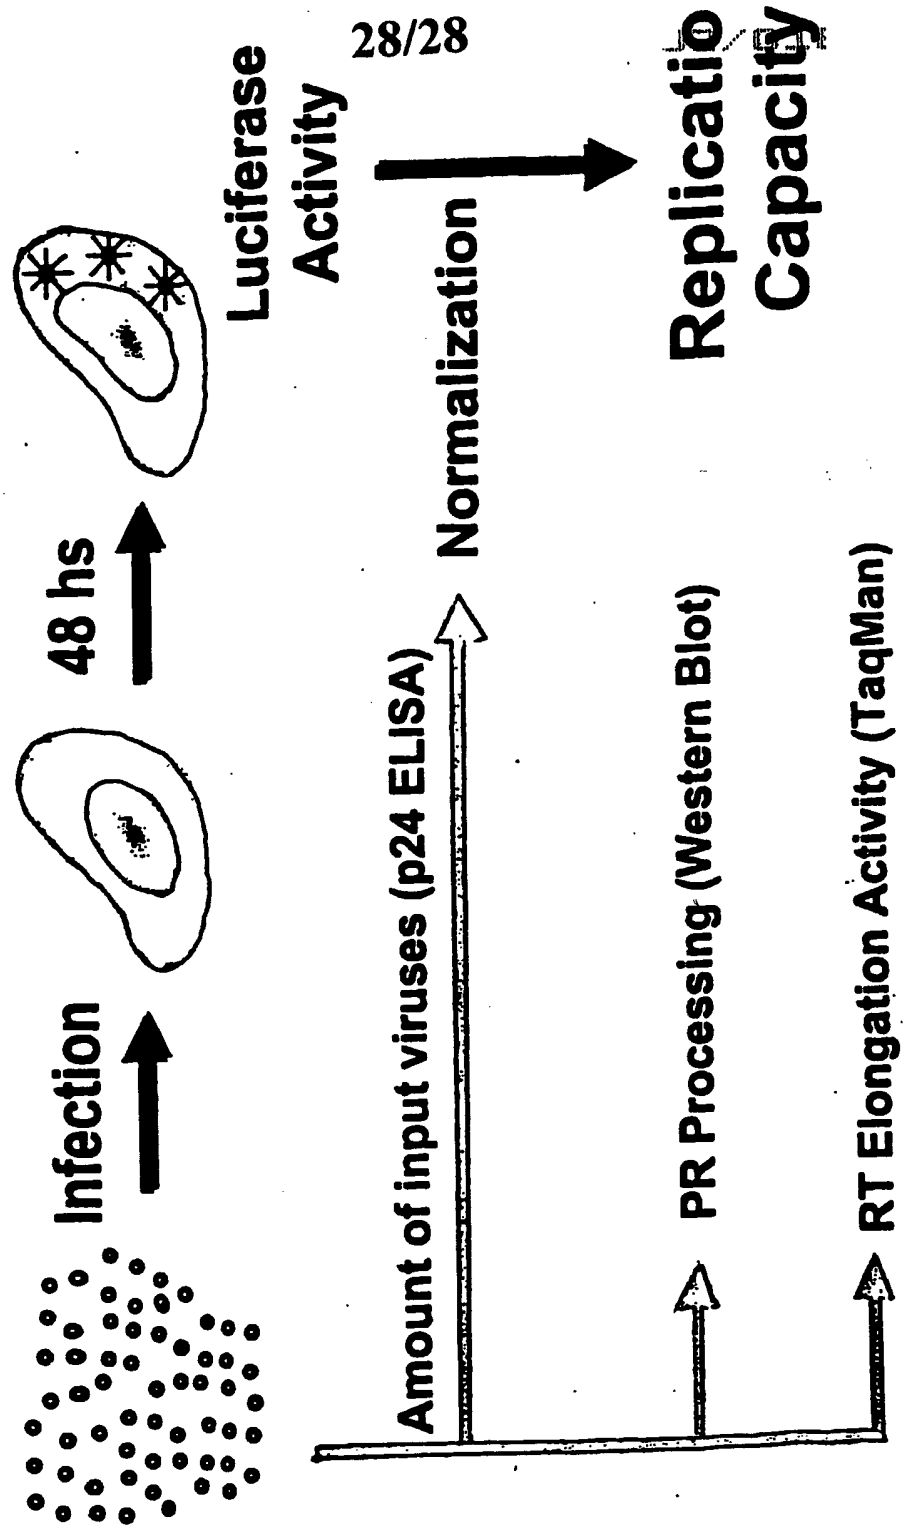 28/28
Infection
48 hs
Luciferase
Activity
Amount of input viruses (p24 ELISA)
Normalization
PR Processing (Western Blot)
Replicatio
Capacity
RT Elongation Activity (TaqMan)